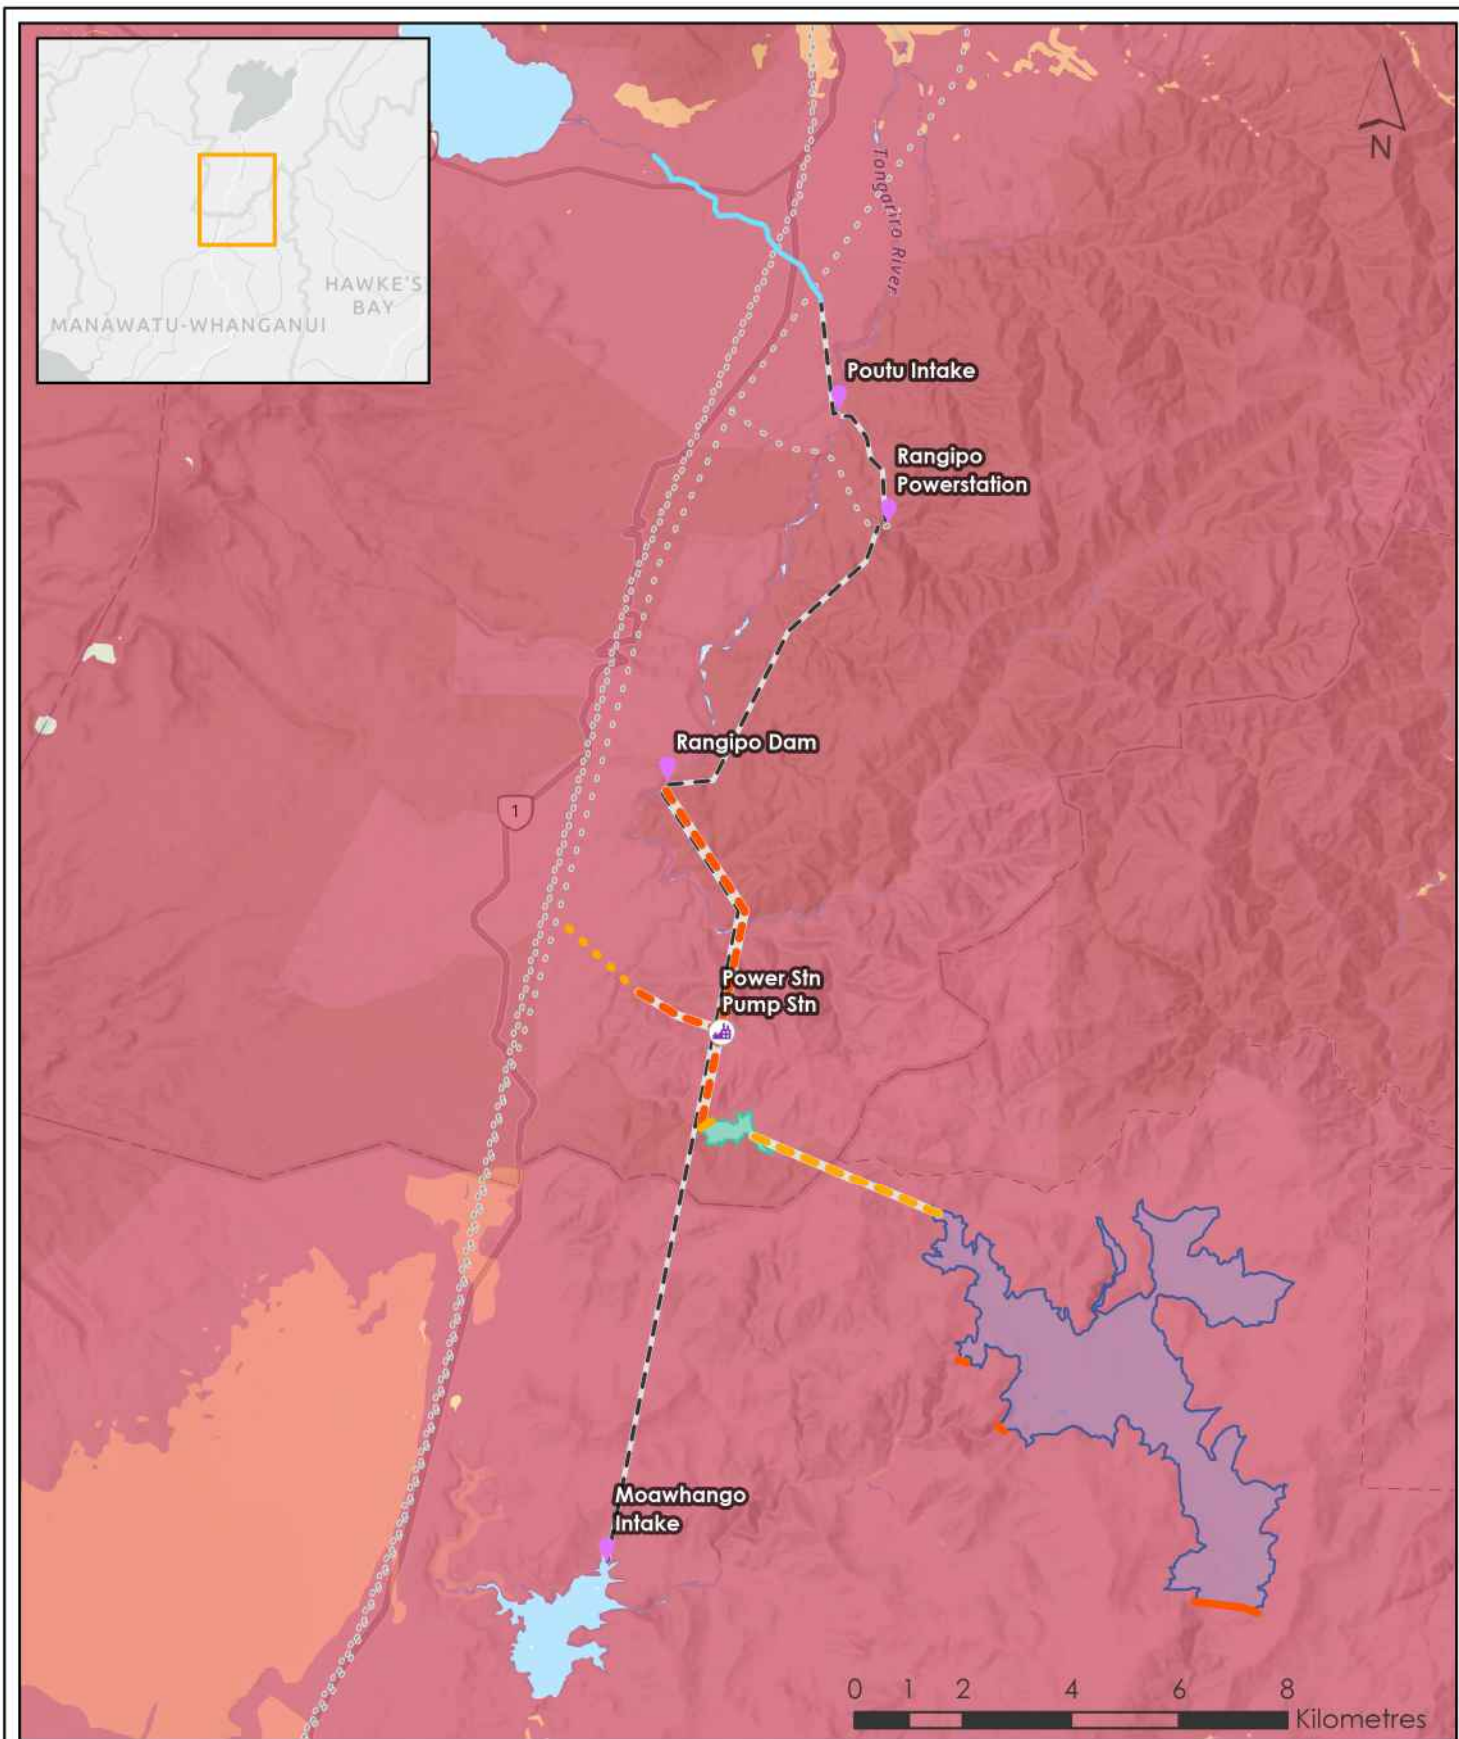 HAWKE'S
BAY
MANAWATU-WHANGANUI
N
Tongariro River
Poutu Intake
Rangipo
Powerstation
Rangipo Dam
1
Power Stn
Pump Stn
Moawhango
Intake
0 1 2 4 6 8
Kilometres